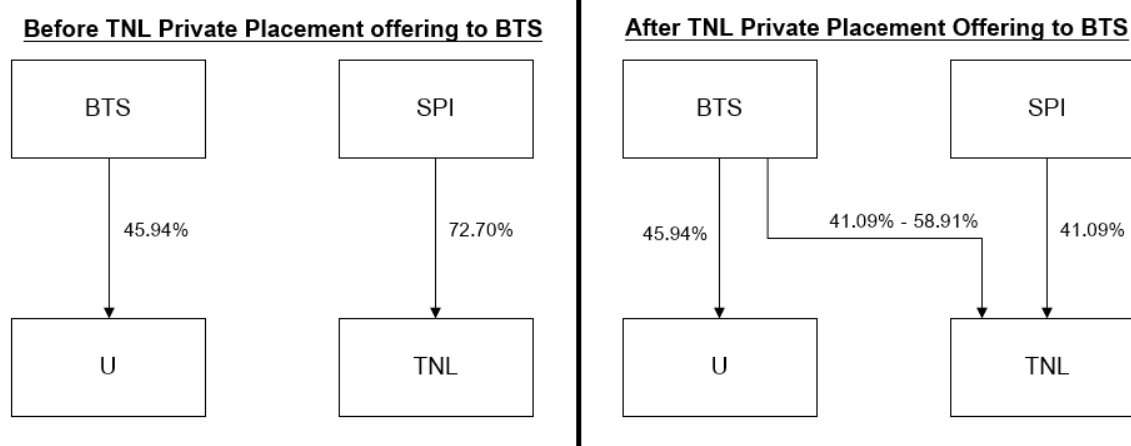 Before TNL Private Placement offering to BTS
BTS
SPI
45.94%
72.70%
U
TNL
After TNL Private Placement Offering to BTS
BTS
SPI
45.94%
41.09% - 58.91%
41.09%
U
TNL